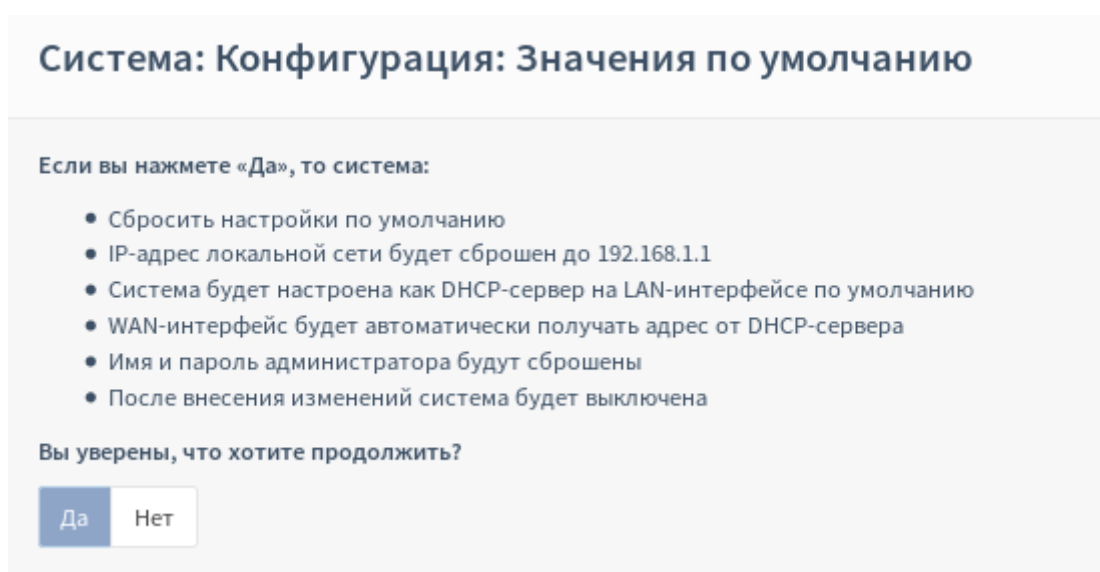 Система: Конфигурация: Значения по умолчанию
Если вы нажмете «Да», то система:
• Сбросить настройки по умолчанию
• IP-адрес локальной сети будет сброшен до 192.168.1.1
• Система будет настроена как DHCP-сервер на LAN-интерфейсе по умолчанию
• WAN-интерфейс будет автоматически получать адрес от DHCP-сервера
• Имя и пароль администратора будут сброшены
• После внесения изменений система будет выключена
Вы уверены, что хотите продолжить?
Да Нет